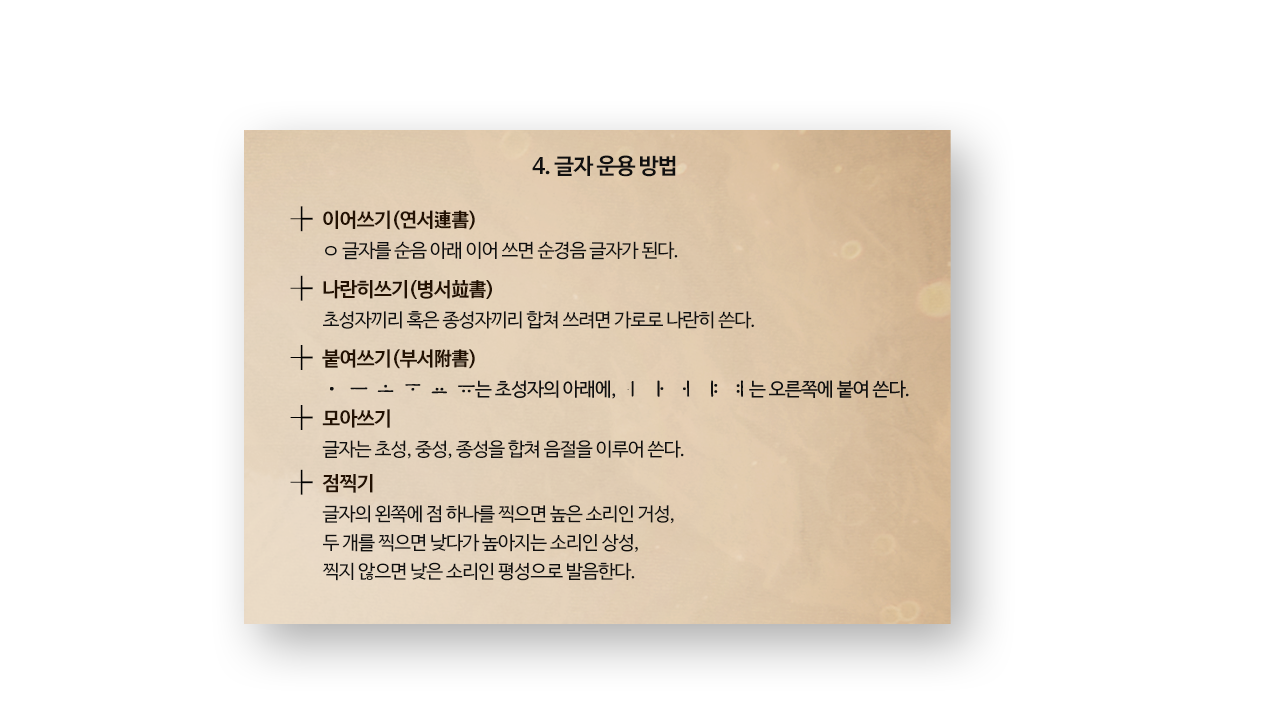 4. 글자 운용 방법
이어쓰기(연서連書)
ㅇ 글자를 순음 아래 이어 쓰면 순경음 글자가 된다.
나란히쓰기(병서竝書)
초성자끼리 혹은 종성자끼리 합쳐 쓰려면 가로로 나란히 쓴다.
붙여쓰기(부서附書)
ㆍ ㅡ ㅗ ㅜ ㅛ ㅠ는 초성자의 아래에, ㅣ ㅏ ㅓ ㅑ ㅕ는 오른쪽에 붙여 쓴다.
모아쓰기
글자는 초성, 중성, 종성을 합쳐 음절을 이루어 쓴다.
점찍기
글자의 왼쪽에 점 하나를 찍으면 높은 소리인 거성,
두 개를 찍으면 낮다가 높아지는 소리인 상성,
찍지 않으면 낮은 소리인 평성으로 발음한다.